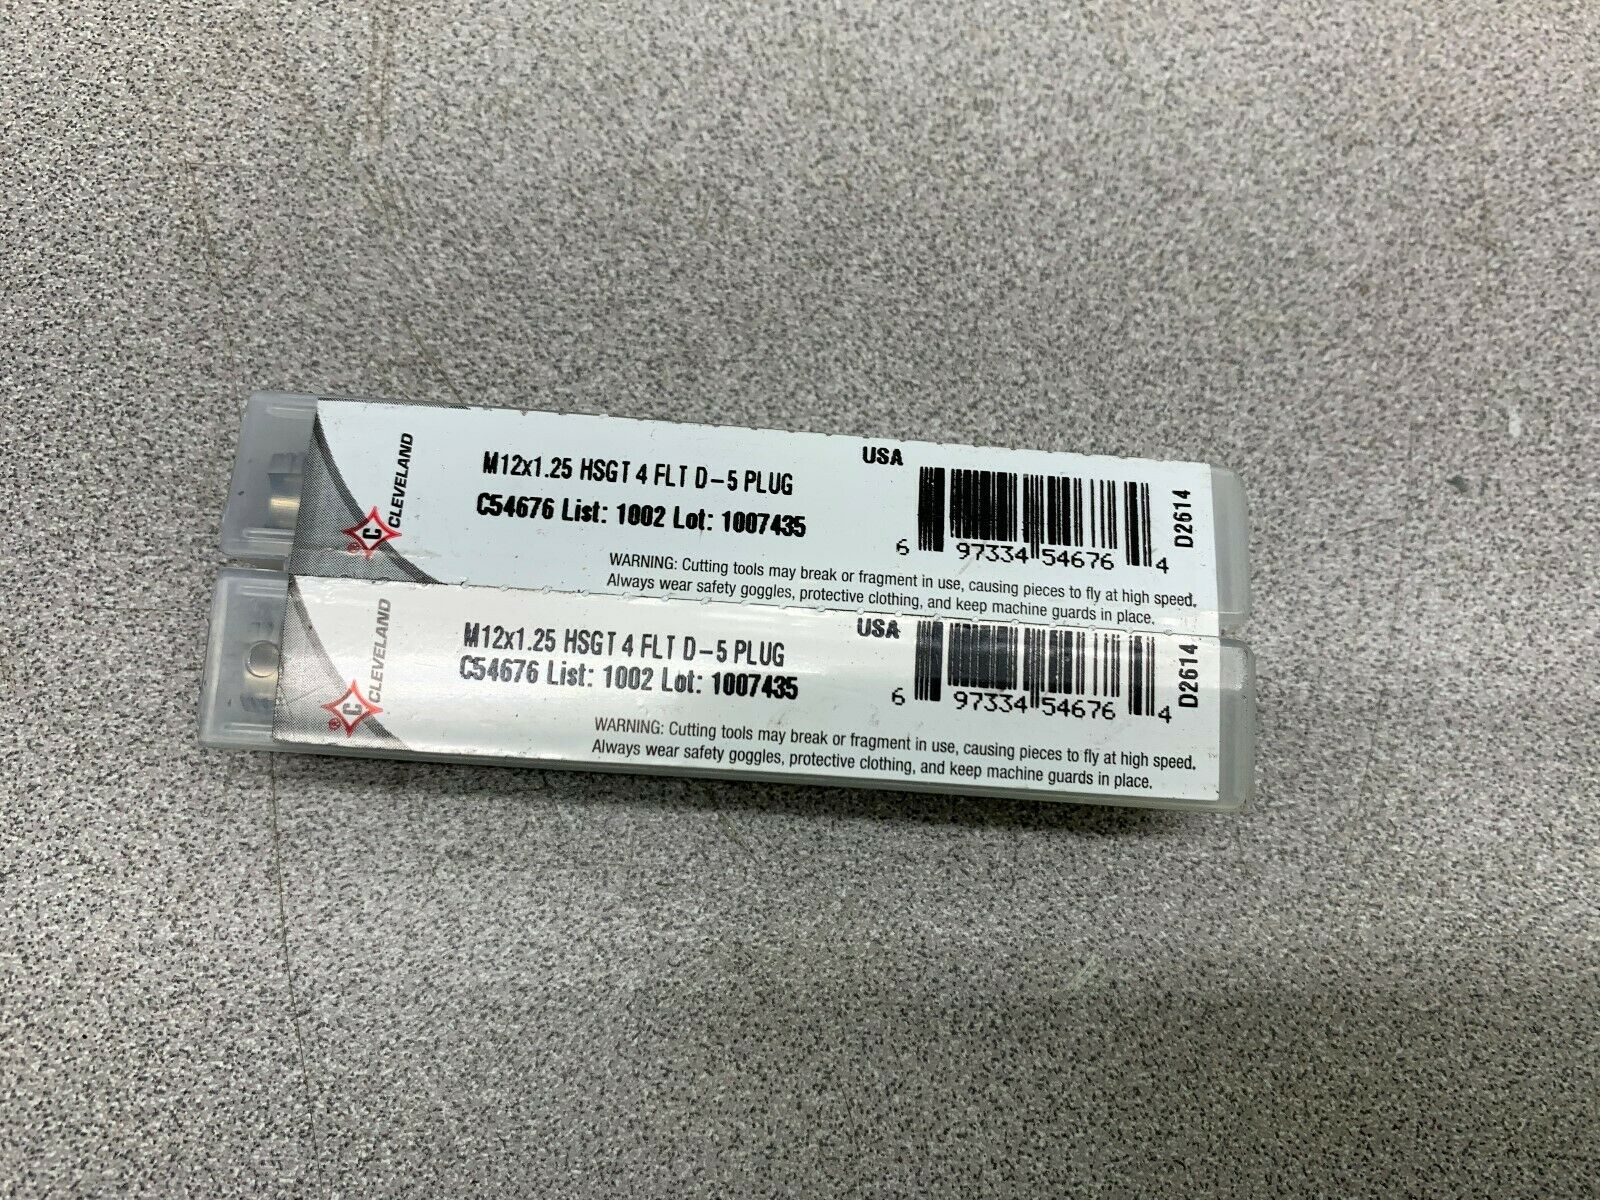 CLEVELAND
C
®
M12x1.25 HSGT 4 FLT D-5 PLUG
C54676 List: 1002 Lot: 1007435
USA
6 97334 54676 4
D2614
WARNING: Cutting tools may break or fragment in use, causing pieces to fly at high speed.
Always wear safety goggles, protective clothing, and keep machine guards in place.
CLEVELAND
C
®
M12x1.25 HSGT 4 FLT D-5 PLUG
C54676 List: 1002 Lot: 1007435
USA
6 97334 54676 4
D2614
WARNING: Cutting tools may break or fragment in use, causing pieces to fly at high speed.
Always wear safety goggles, protective clothing, and keep machine guards in place.